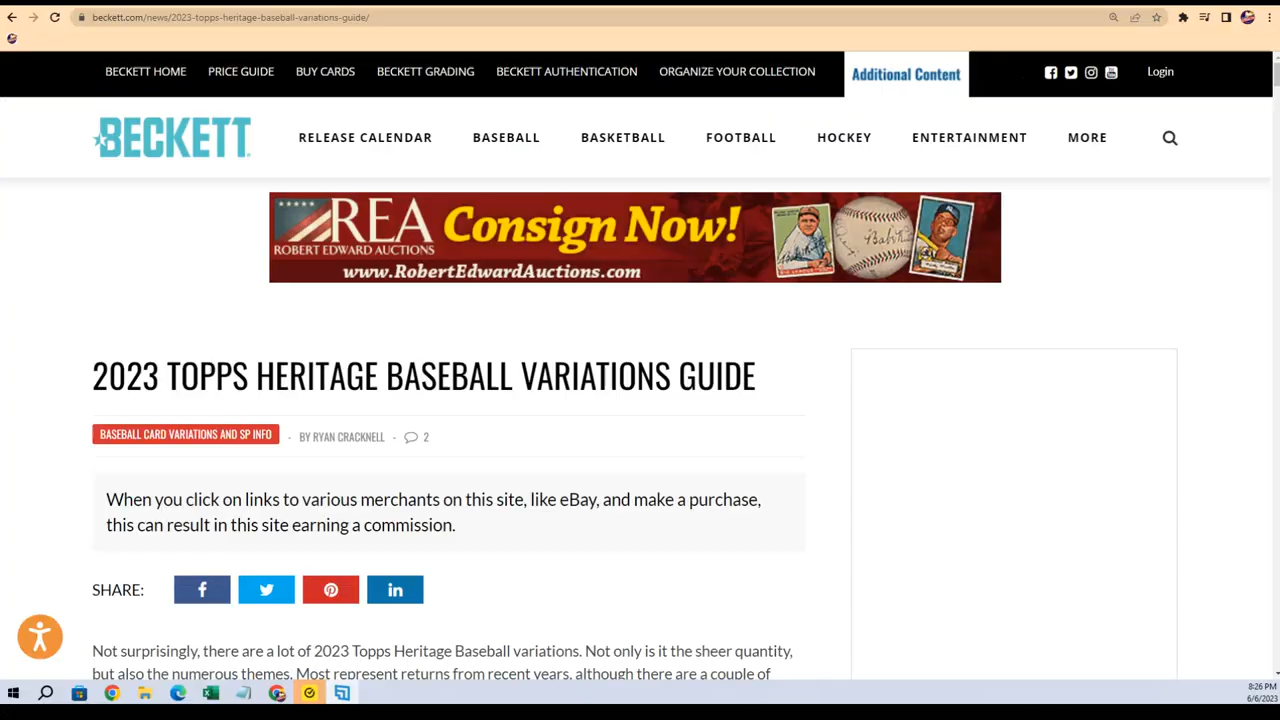 beckett.com/news/2023-topps-heritage-baseball-variations-guide/
BECKETT HOME
PRICE GUIDE
BUY CARDS
BECKETT GRADING
BECKETT AUTHENTICATION
ORGANIZE YOUR COLLECTION
Additional Content
Login
BECKETT
RELEASE CALENDAR
BASEBALL
BASKETBALL
FOOTBALL
HOCKEY
ENTERTAINMENT
MORE
REA
ROBERT EDWARD AUCTIONS
Consign Now!
www.RobertEdwardAuctions.com
2023 TOPPS HERITAGE BASEBALL VARIATIONS GUIDE
BASEBALL CARD VARIATIONS AND SP INFO - BY RYAN CRACKNELL - 2
When you click on links to various merchants on this site, like eBay, and make a purchase,
this can result in this site earning a commission.
SHARE:
Not surprisingly, there are a lot of 2023 Topps Heritage Baseball variations. Not only is it the sheer quantity,
but also the numerous themes. Most represent returns from recent years, although there are a couple of
8:26 PM
6/6/2023